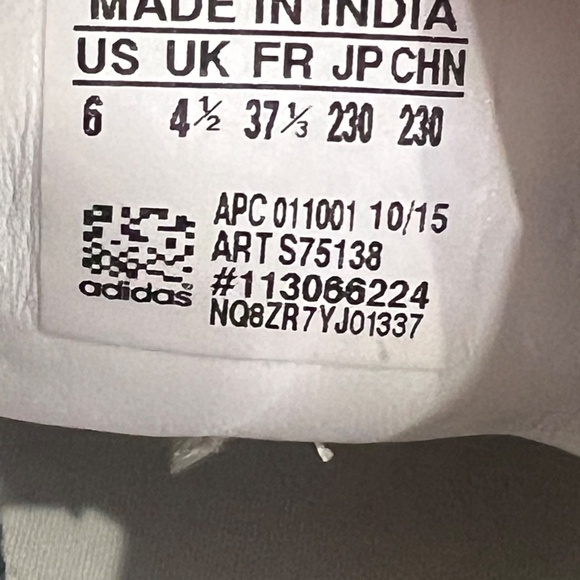 MADE IN INDIA
US UK FR JP CHN
6 4½ 37⅓ 230 230
APC 011001 10/15
ART S75138
#113066224
NQ8ZR7YJ01337
adidas